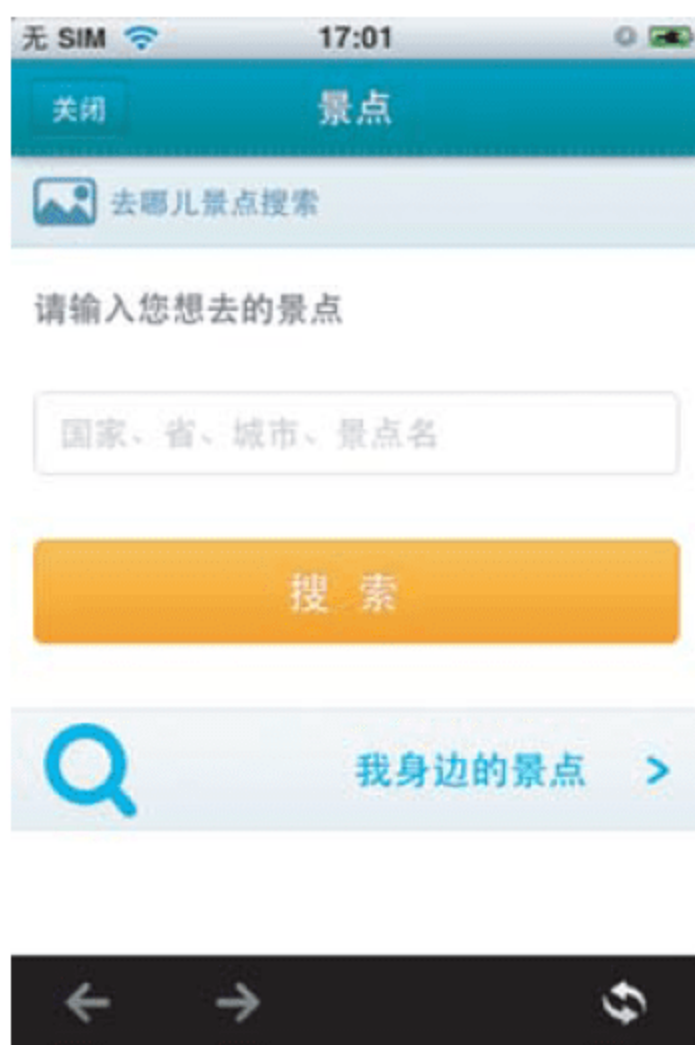 无 SIM 17:01
关闭 景点
去哪儿景点搜索
请输入您想去的景点
国家、省、城市、景点名
搜 索
我身边的景点 >